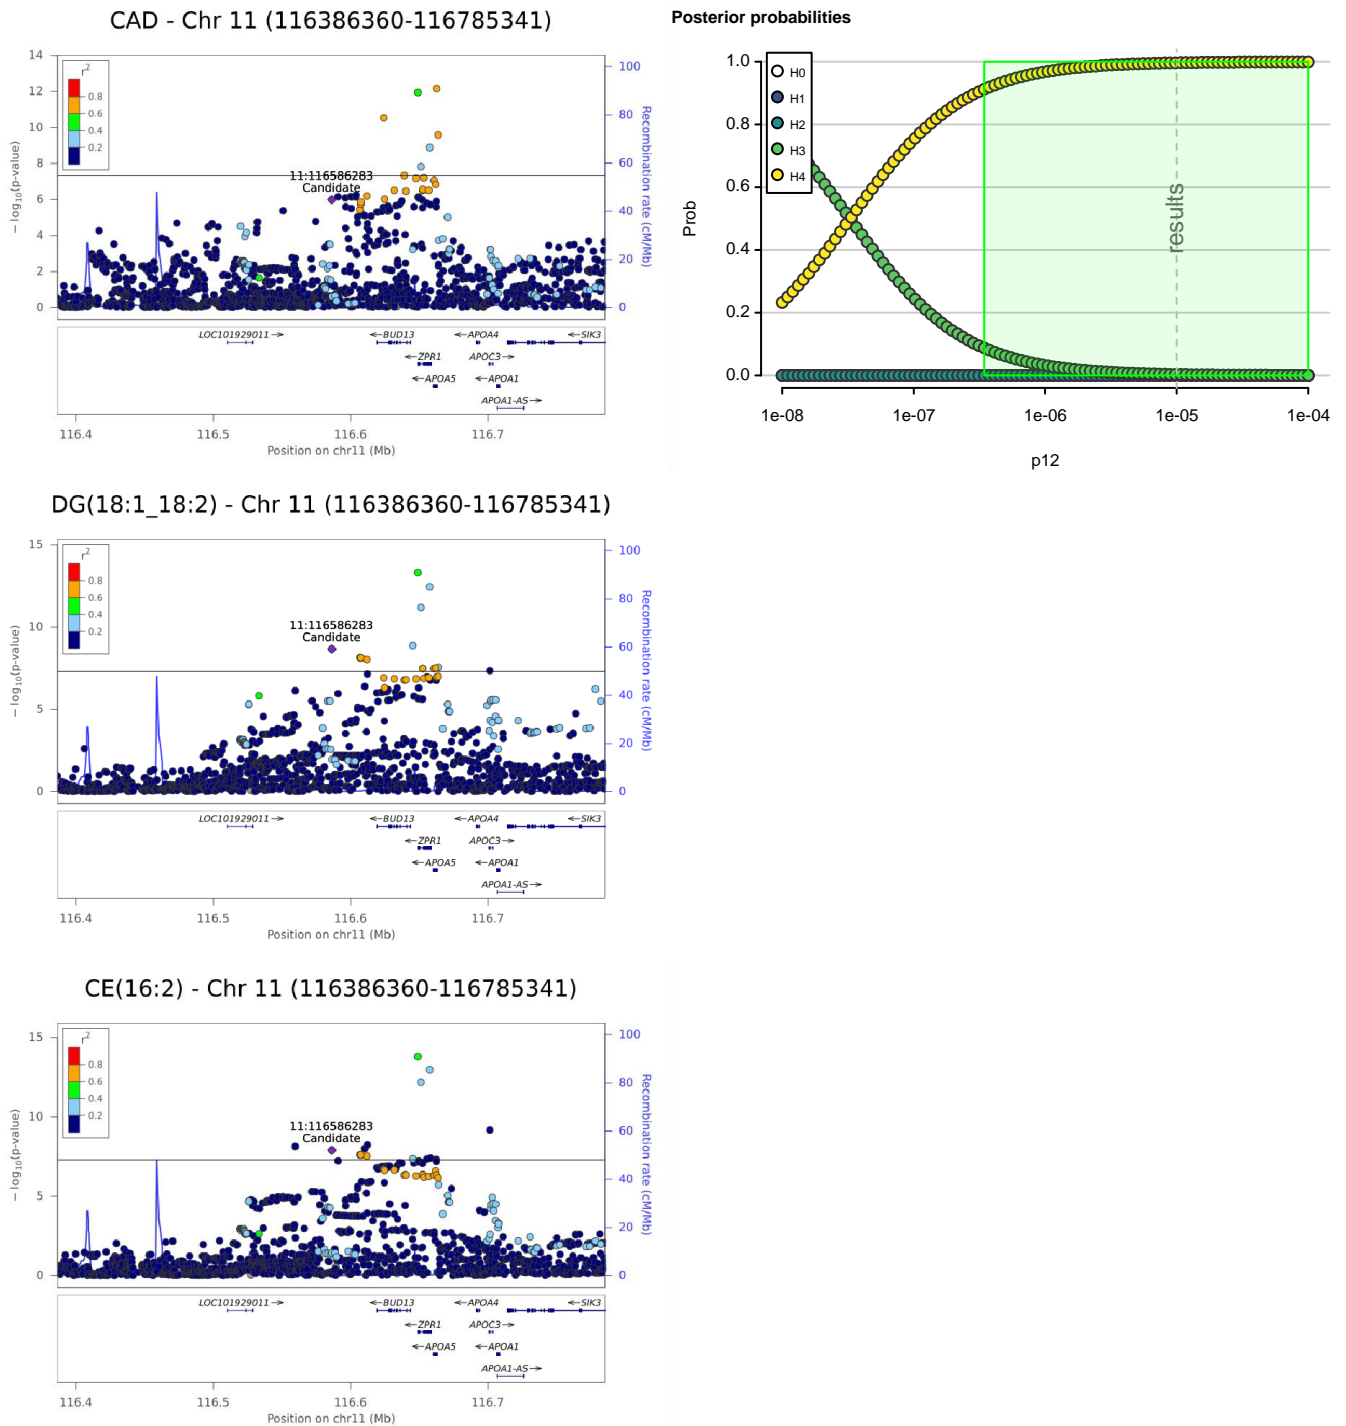 CAD - Chr 11 (116386360-116785341)
14
12
10
8
6
4
2
0
− log10(p-value)
r2
0.8
0.6
0.4
0.2
11:116586283
Candidate
100
80
60
40
20
0
Recombination rate (cM/Mb)
LOC101929011→
←BUD13
←APOA4
←SIK3
←ZPR1
APOC3→
←APOA5
←APOA1
APOA1-AS→
116.4
116.5
116.6
116.7
Position on chr11 (Mb)
Posterior probabilities
1.0
0.8
0.6
0.4
0.2
0.0
Prob
H0
H1
H2
H3
H4
results
1e-08
1e-07
1e-06
1e-05
1e-04
p12
DG(18:1_18:2) - Chr 11 (116386360-116785341)
15
10
5
0
− log10(p-value)
r2
0.8
0.6
0.4
0.2
11:116586283
Candidate
100
80
60
40
20
0
Recombination rate (cM/Mb)
LOC101929011→
←BUD13
←APOA4
←SIK3
←ZPR1
APOC3→
←APOA5
←APOA1
APOA1-AS→
116.4
116.5
116.6
116.7
Position on chr11 (Mb)
CE(16:2) - Chr 11 (116386360-116785341)
15
10
5
0
− log10(p-value)
r2
0.8
0.6
0.4
0.2
11:116586283
Candidate
100
80
60
40
20
0
Recombination rate (cM/Mb)
LOC101929011→
←BUD13
←APOA4
←SIK3
←ZPR1
APOC3→
←APOA5
←APOA1
APOA1-AS→
116.4
116.5
116.6
116.7
Position on chr11 (Mb)